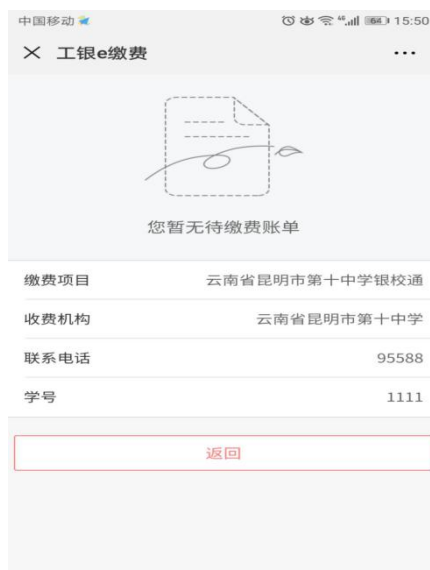 中国移动 46 64 15:50
工银e缴费 ...
您暂无待缴费账单
缴费项目 云南省昆明市第十中学银校通
收费机构 云南省昆明市第十中学
联系电话 95588
学号 1111
返回